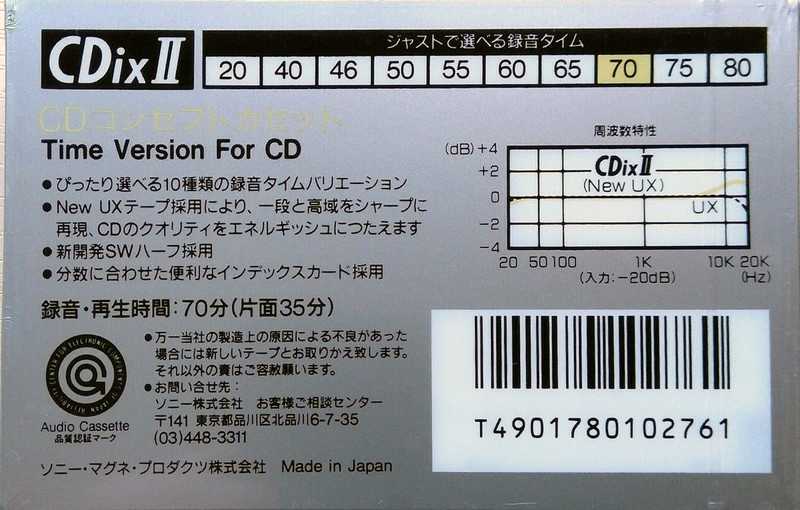 CDixⅡ
ジャストで選べる録音タイム
20 40 46 50 55 60 65 70 75 80
CDコンセプトカセット
Time Version For CD
●ぴったり選べる10種類の録音タイムバリエーション
●New UXテープ採用により、一段と高域をシャープに
再現、CDのクオリティをエネルギッシュにつたえます
●新開発SWハーフ採用
●分数に合わせた便利なインデックスカード採用
周波数特性
(dB) +4
+2
0
−2
−4
CDixⅡ
(New UX)
UX
20 50 100 1K 10K 20K
(入力:−20dB) (Hz)
録音・再生時間:70分(片面35分)
●万一当社の製造上の原因による不良があった
場合には新しいテープとお取りかえ致します。
それ以外の責はご容赦願います。
●お問い合せ先:
ソニー株式会社 お客様ご相談センター
〒141 東京都品川区北品川6-7-35
(03)448-3311
Audio Cassette
品質認証マーク
ソニー・マグネ・プロダクツ株式会社 Made in Japan
T4901780102761